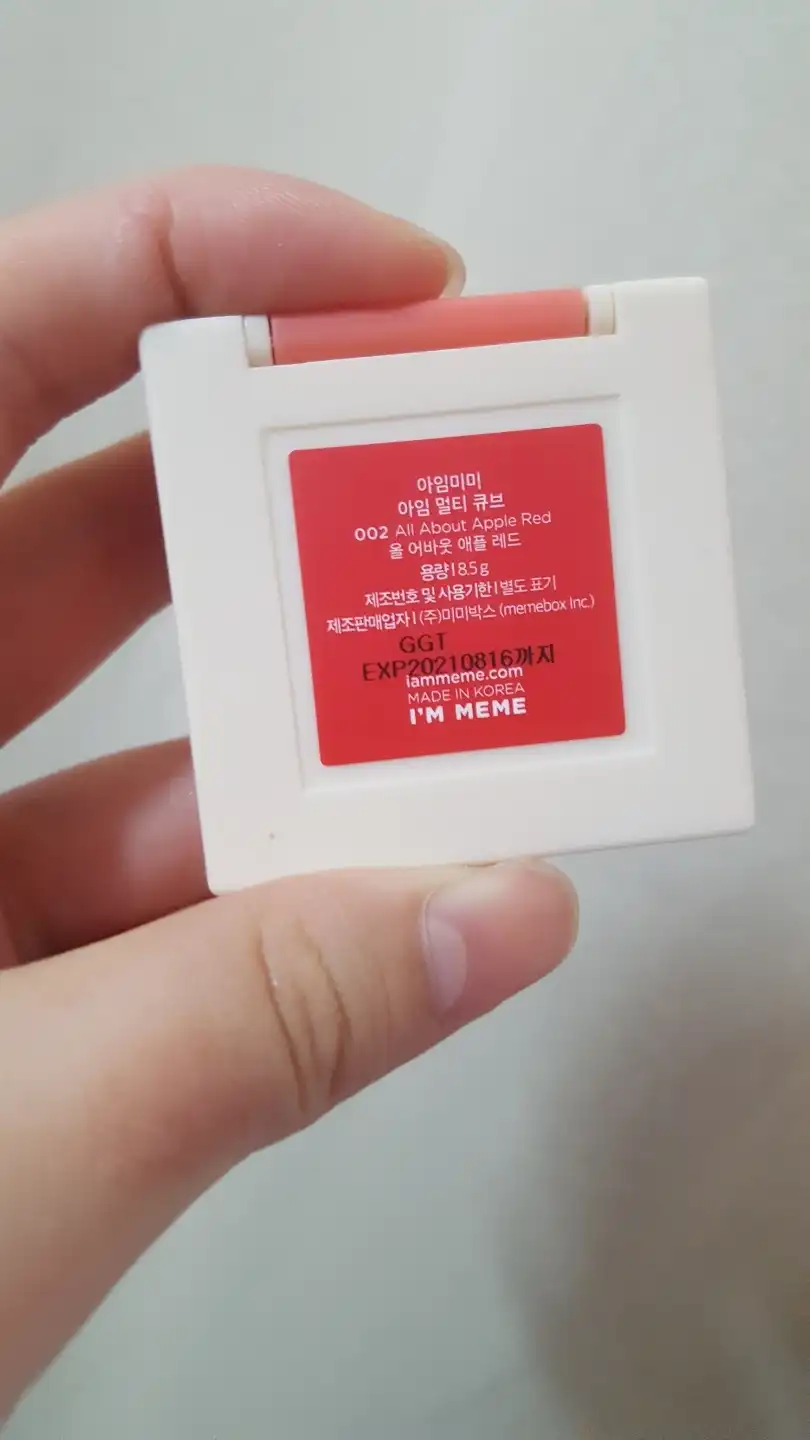 아임미미
아임 멀티 큐브
002 All About Apple Red
올 어바웃 애플 레드
용량 | 8.5g
제조번호 및 사용기한 | 별도 표기
제조판매업자 | (주)미미박스 (memebox Inc.)
GGT
EXP20210816까지
iammeme.com
MADE IN KOREA
I'M MEME